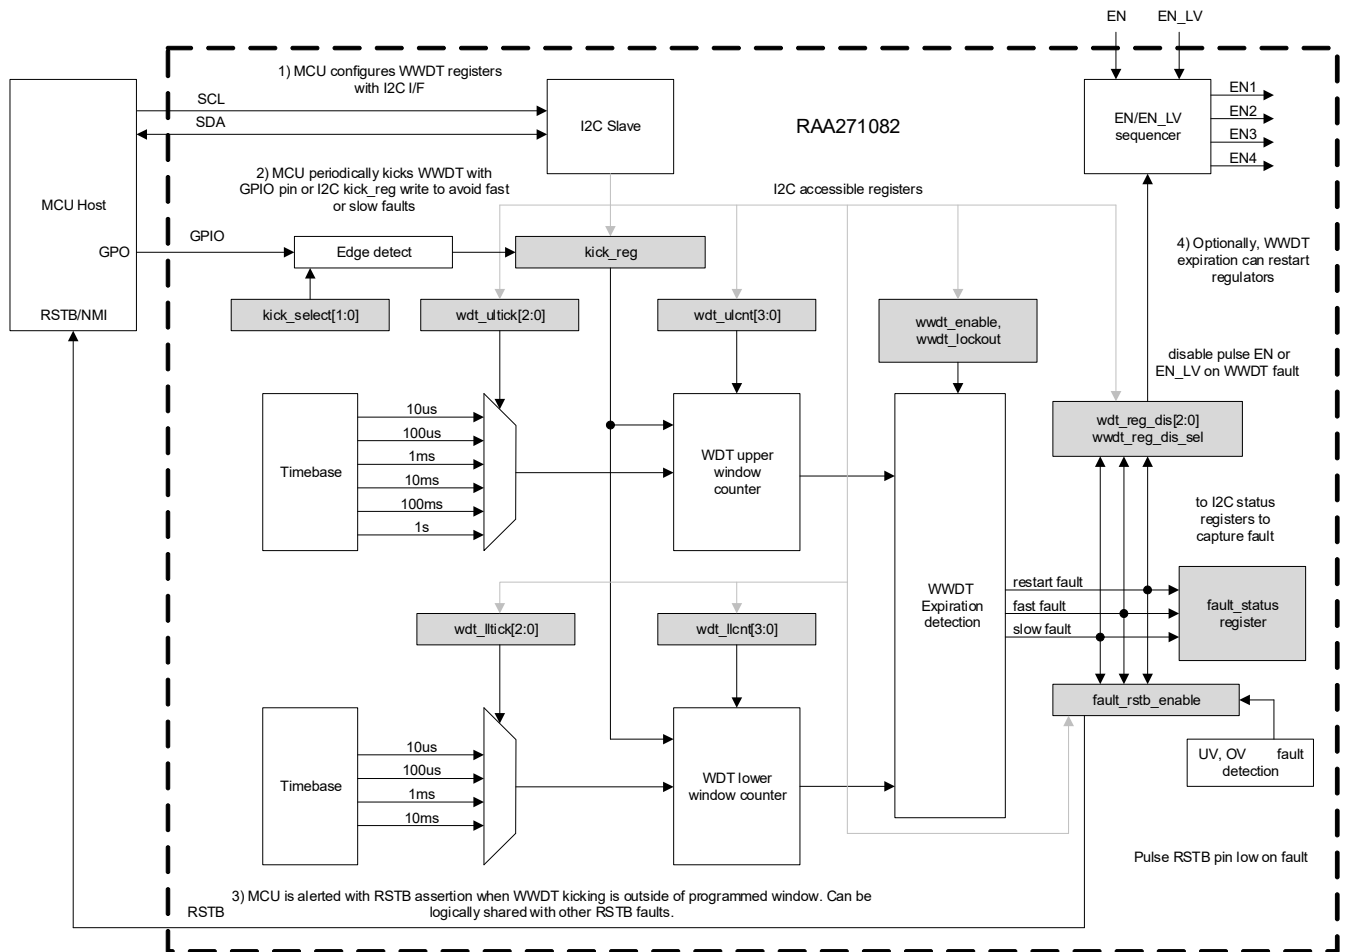 EN
EN_LV
1) MCU configures WWDT registers
with I2C I/F
SCL
SDA
I2C Slave
RAA271082
EN/EN_LV
sequencer
EN1
EN2
EN3
EN4
2) MCU periodically kicks WWDT with
GPIO pin or I2C kick_reg write to avoid fast
or slow faults
I2C accessible registers
MCU Host
GPO
GPIO
Edge detect
kick_reg
4) Optionally, WWDT
expiration can restart
regulators
RSTB/NMI
kick_select[1:0]
wdt_ultick[2:0]
wdt_ulcnt[3:0]
wwdt_enable,
wwdt_lockout
disable pulse EN or
EN_LV on WWDT fault
Timebase
10us
100us
1ms
10ms
100ms
1s
WDT upper
window
counter
wdt_reg_dis[2:0]
wwdt_reg_dis_sel
to I2C status
registers to
capture fault
WWDT
Expiration
detection
restart fault
fast fault
slow fault
fault_status
register
wdt_lltick[2:0]
wdt_llcnt[3:0]
fault_rstb_enable
Timebase
10us
100us
1ms
10ms
WDT lower
window counter
UV, OV fault
detection
Pulse RSTB pin low on fault
3) MCU is alerted with RSTB assertion when WWDT kicking is outside of programmed window. Can be
logically shared with other RSTB faults.
RSTB